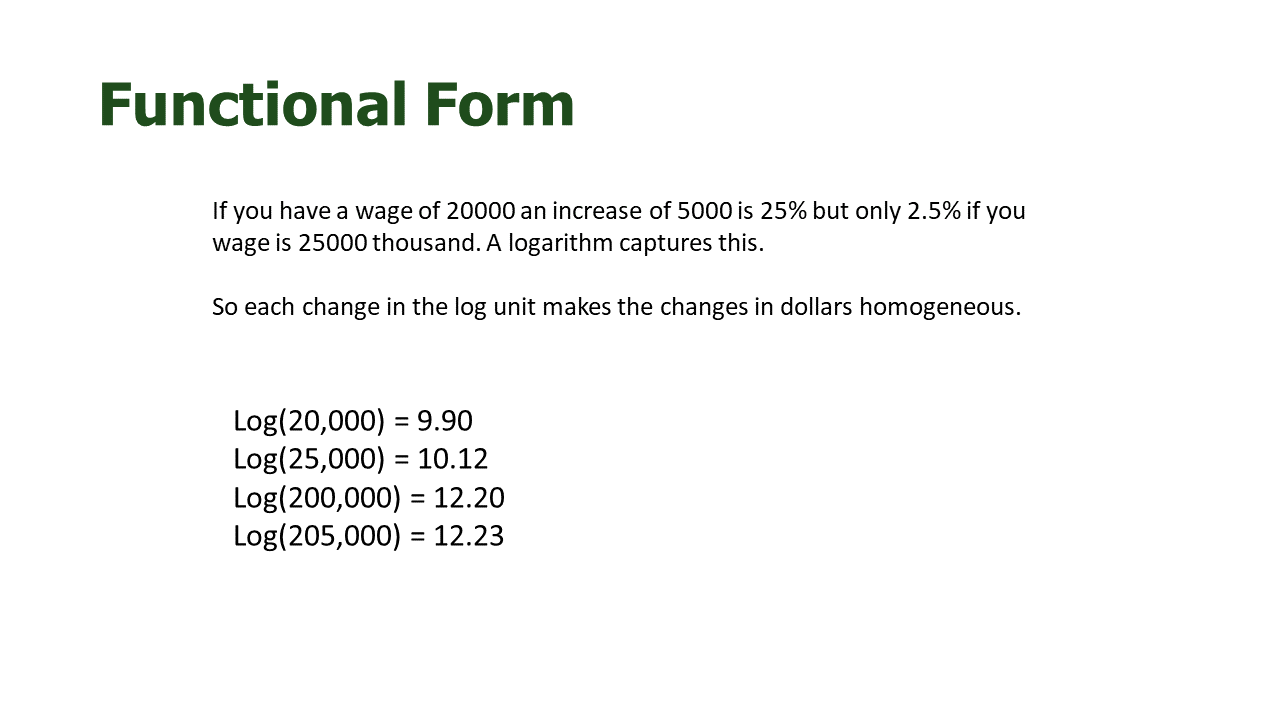 Functional Form
If you have a wage of 20000 an increase of 5000 is 25% but only 2.5% if you
wage is 25000 thousand. A logarithm captures this.
So each change in the log unit makes the changes in dollars homogeneous.
Log(20,000) = 9.90
Log(25,000) = 10.12
Log(200,000) = 12.20
Log(205,000) = 12.23